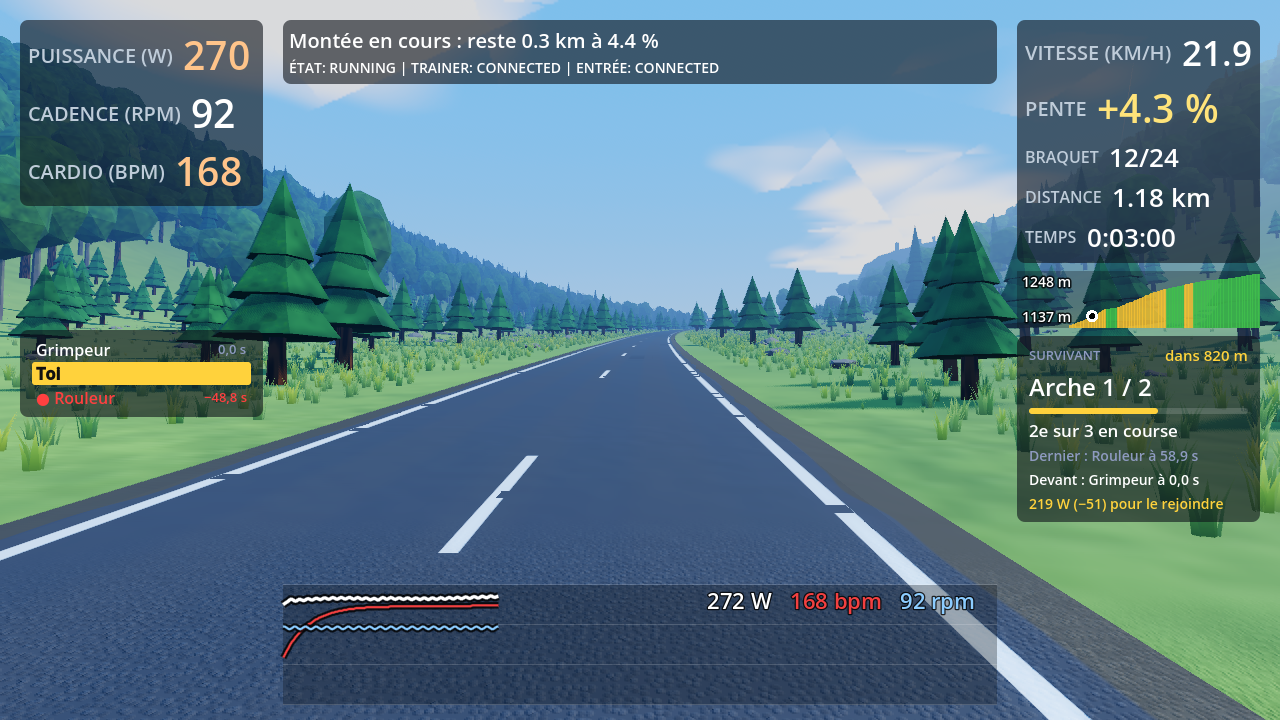 PUISSANCE (W) 270
CADENCE (RPM) 92
CARDIO (BPM) 168
Montée en cours : reste 0.3 km à 4.4 %
ÉTAT: RUNNING | TRAINER: CONNECTED | ENTRÉE: CONNECTED
VITESSE (KM/H) 21.9
PENTE +4.3 %
BRAQUET 12/24
DISTANCE 1.18 km
TEMPS 0:03:00
1248 m
1137 m
Grimpeur 0,0 s
Toi
Rouleur −48,8 s
SURVIVANT dans 820 m
Arche 1 / 2
2e sur 3 en course
Dernier : Rouleur à 58,9 s
Devant : Grimpeur à 0,0 s
219 W (−51) pour le rejoindre
272 W 168 bpm 92 rpm